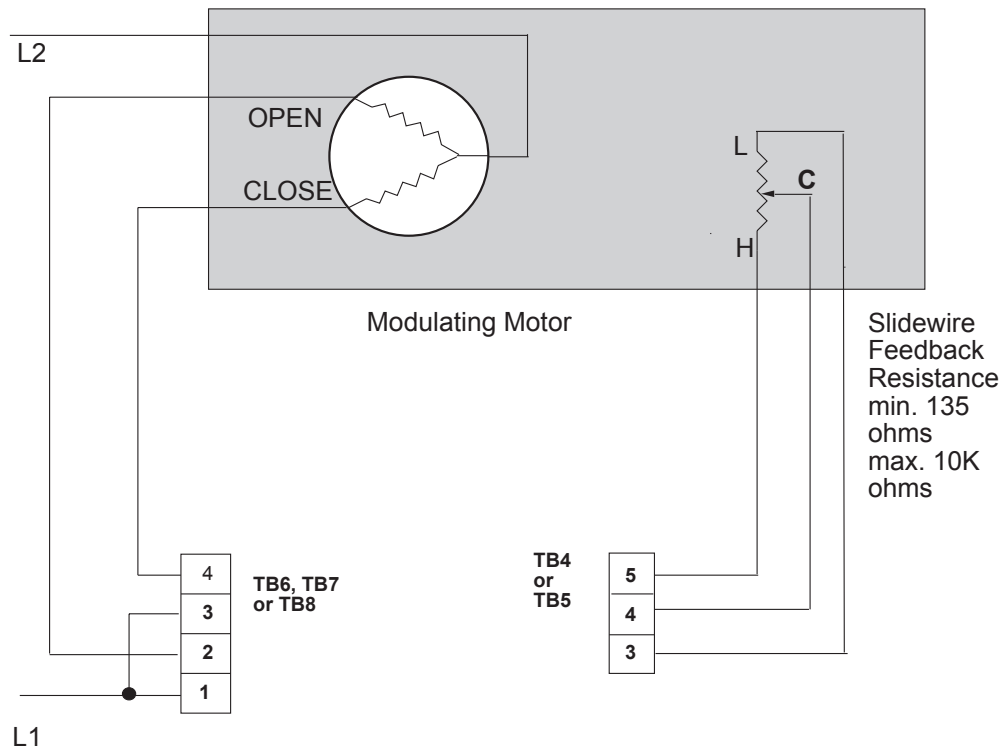 L2
OPEN
CLOSE
L
C
H
Modulating Motor
Slidewire
Feedback
Resistance
min. 135
ohms
max. 10K
ohms
4
3
2
1
TB6, TB7
or TB8
TB4
or
TB5
5
4
3
L1